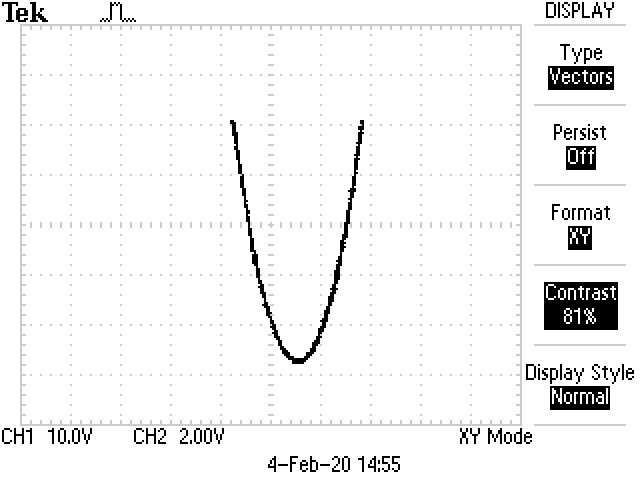 Tek
DISPLAY
Type
Vectors
Persist
Off
Format
XY
Contrast
81%
Display Style
Normal
CH1 10.0V CH2 2.00V XY Mode
4-Feb-20 14:55